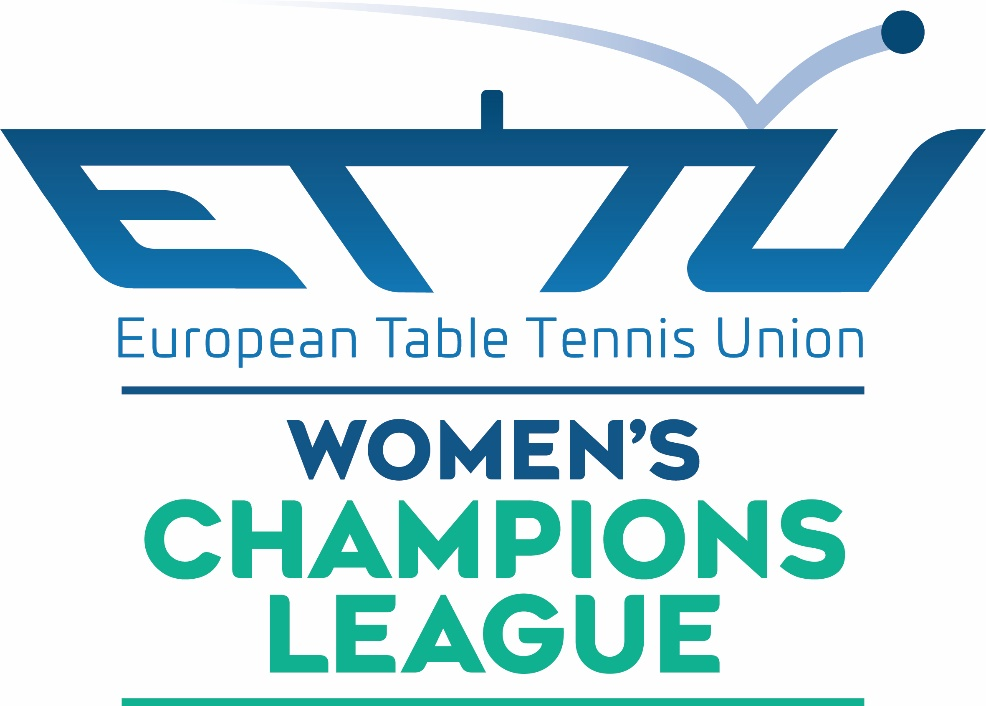 ETTU
European Table Tennis Union
WOMEN'S
CHAMPIONS
LEAGUE